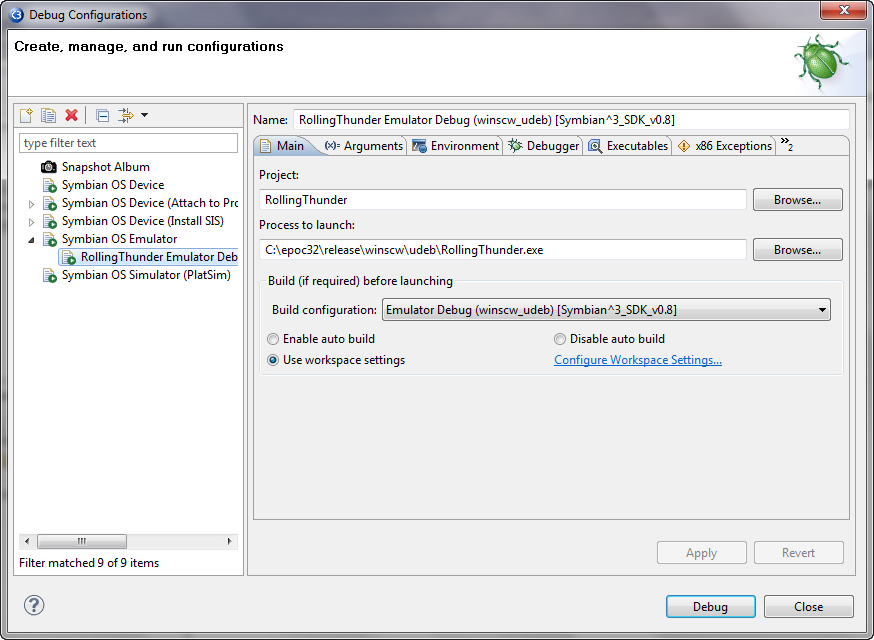 Debug Configurations
Create, manage, and run configurations
type filter text
Snapshot Album
Symbian OS Device
Symbian OS Device (Attach to Prc
Symbian OS Device (Install SIS)
Symbian OS Emulator
RollingThunder Emulator Deb
Symbian OS Simulator (PlatSim)
Filter matched 9 of 9 items
Name: RollingThunder Emulator Debug (winscw_udeb) [Symbian^3_SDK_v0.8]
Main (x)= Arguments Environment Debugger Executables x86 Exceptions »2
Project:
RollingThunder Browse...
Process to launch:
C:\epoc32\release\winscw\udeb\RollingThunder.exe Browse...
Build (if required) before launching
Build configuration: Emulator Debug (winscw_udeb) [Symbian^3_SDK_v0.8]
Enable auto build Disable auto build
Use workspace settings Configure Workspace Settings...
Apply Revert
? Debug Close